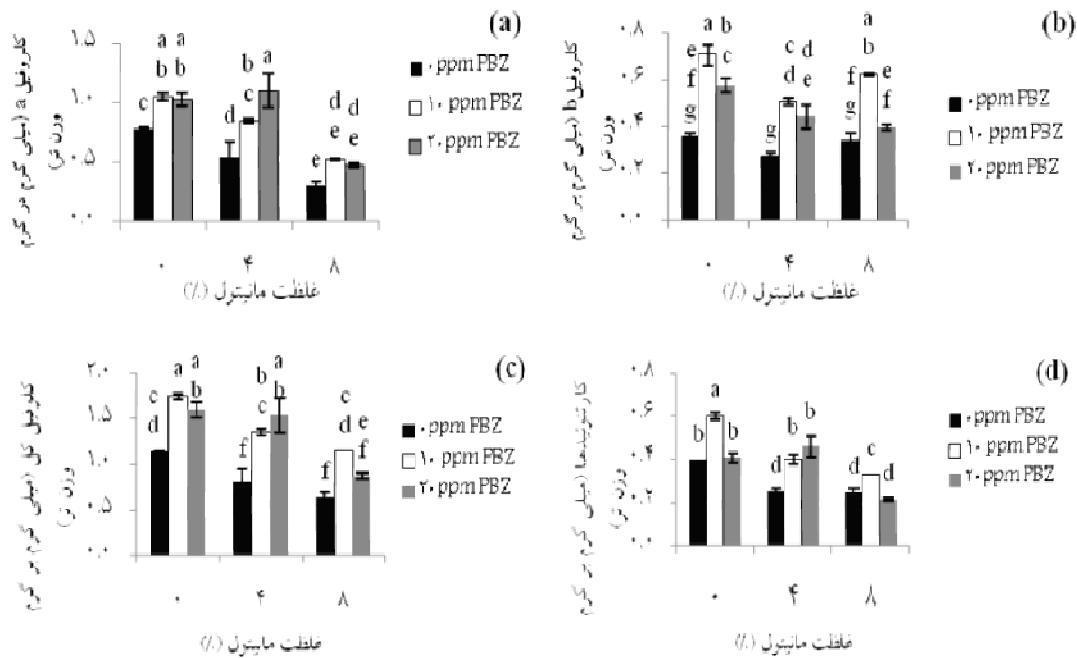 (a)
کلروفیل a (میلی گرم در گرم
وزن تر)
۱.۵
۱.۰
۰.۵
۰.۰
c
a
b
a
b
d
b
c
a
e
d
e
d
e
۰ ppm PBZ
۱۰ ppm PBZ
۲۰ ppm PBZ
۰ ۴ ۸
غلظت مانیتول (٪)
(b)
کلروفیل b (میلی گرم بر گرم
وزن تر)
۰.۸
۰.۶
۰.۴
۰.۲
۰.۰
e
f
g
a
b
c
g
c
d
d
e
f
g
a
b
e
f
۰ ppm PBZ
۱۰ ppm PBZ
۲۰ ppm PBZ
۰ ۴ ۸
غلظت مانیتول (٪)
(c)
کلروفیل کل (میلی گرم بر گرم
وزن تر)
۲.۰
۱.۵
۱.۰
۰.۵
۰.۰
c
d
a
a
b
f
b
c
a
b
f
c
d
e
f
۰ ppm PBZ
۱۰ ppm PBZ
۲۰ ppm PBZ
۰ ۴ ۸
غلظت مانیتول (٪)
(d)
کارتنوئیدها (میلی گرم بر گرم
وزن تر)
۰.۸
۰.۶
۰.۴
۰.۲
۰.۰
b
a
b
d
b
b
d
c
d
۰ ppm PBZ
۱۰ ppm PBZ
۲۰ ppm PBZ
۰ ۴ ۸
غلظت مانیتول (٪)